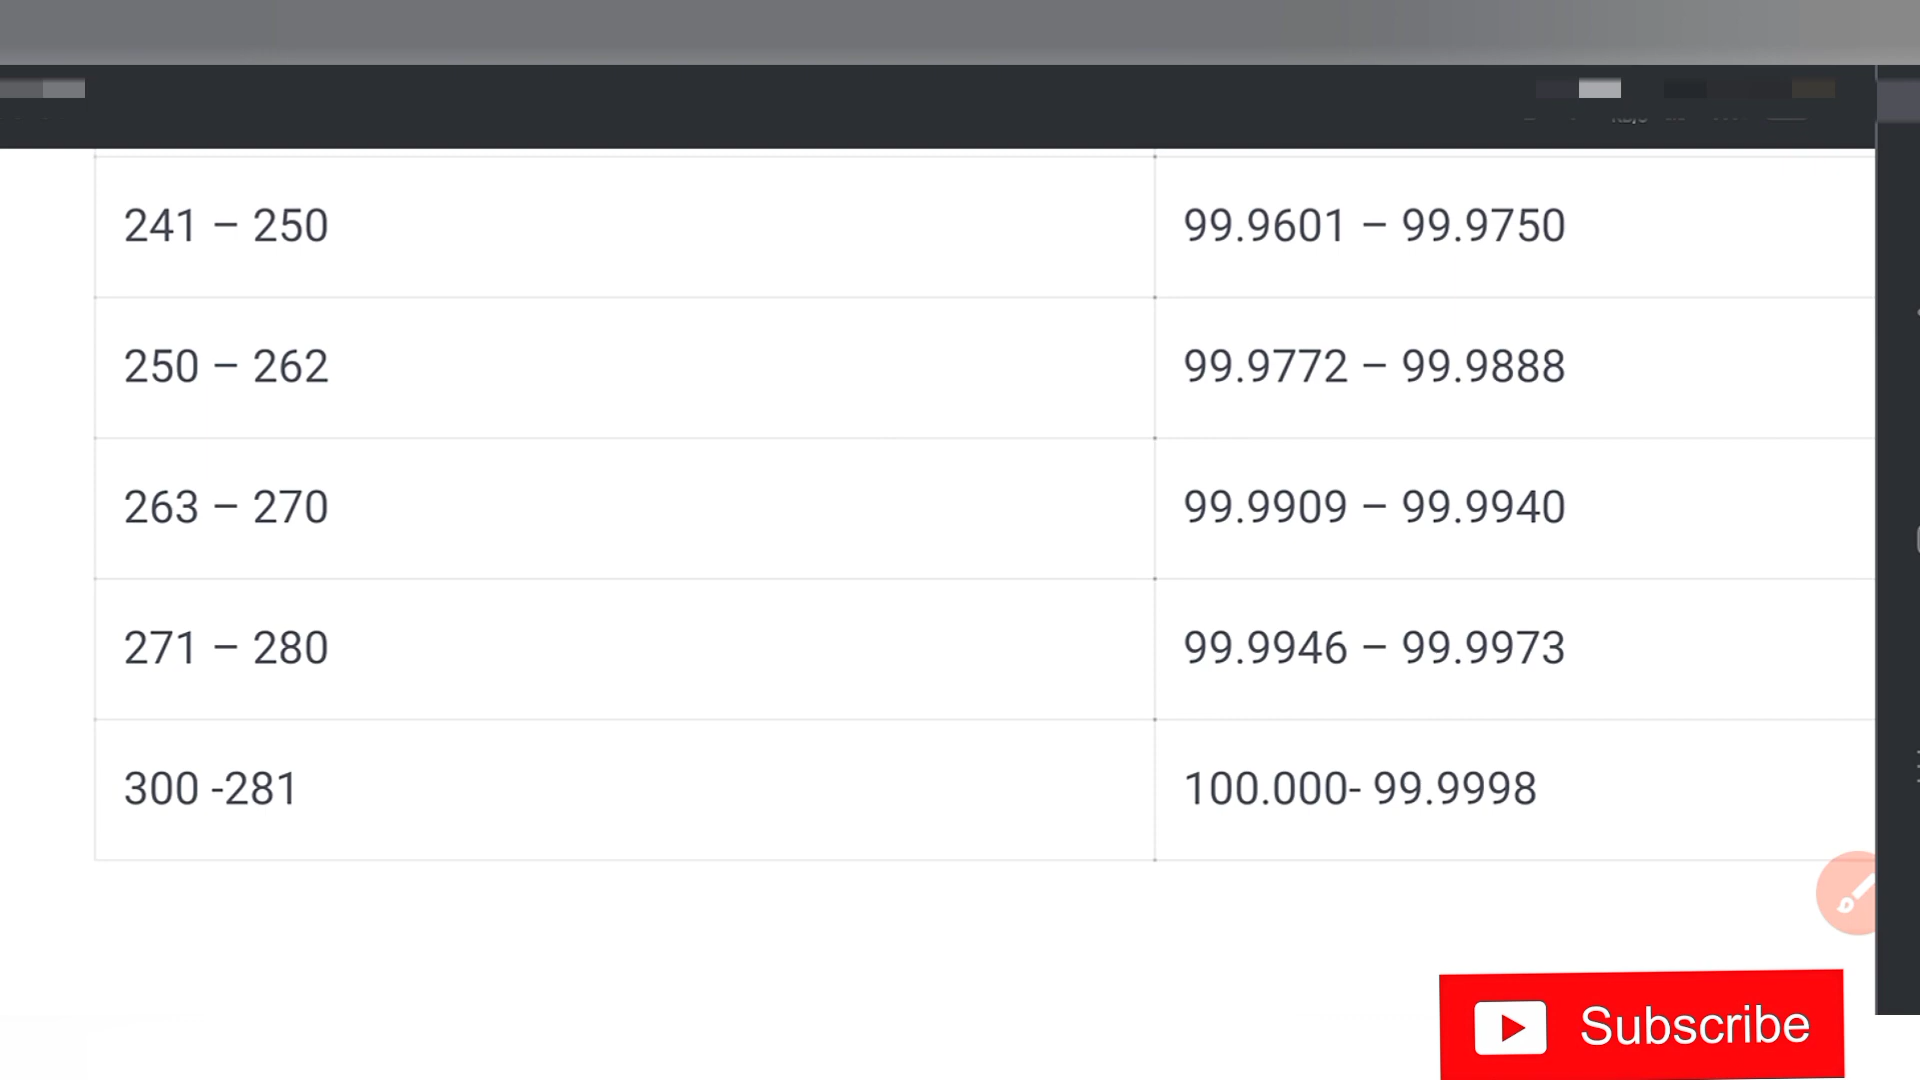 241 – 250 99.9601 – 99.9750
250 – 262 99.9772 – 99.9888
263 – 270 99.9909 – 99.9940
271 – 280 99.9946 – 99.9973
300 -281 100.000- 99.9998
Subscribe